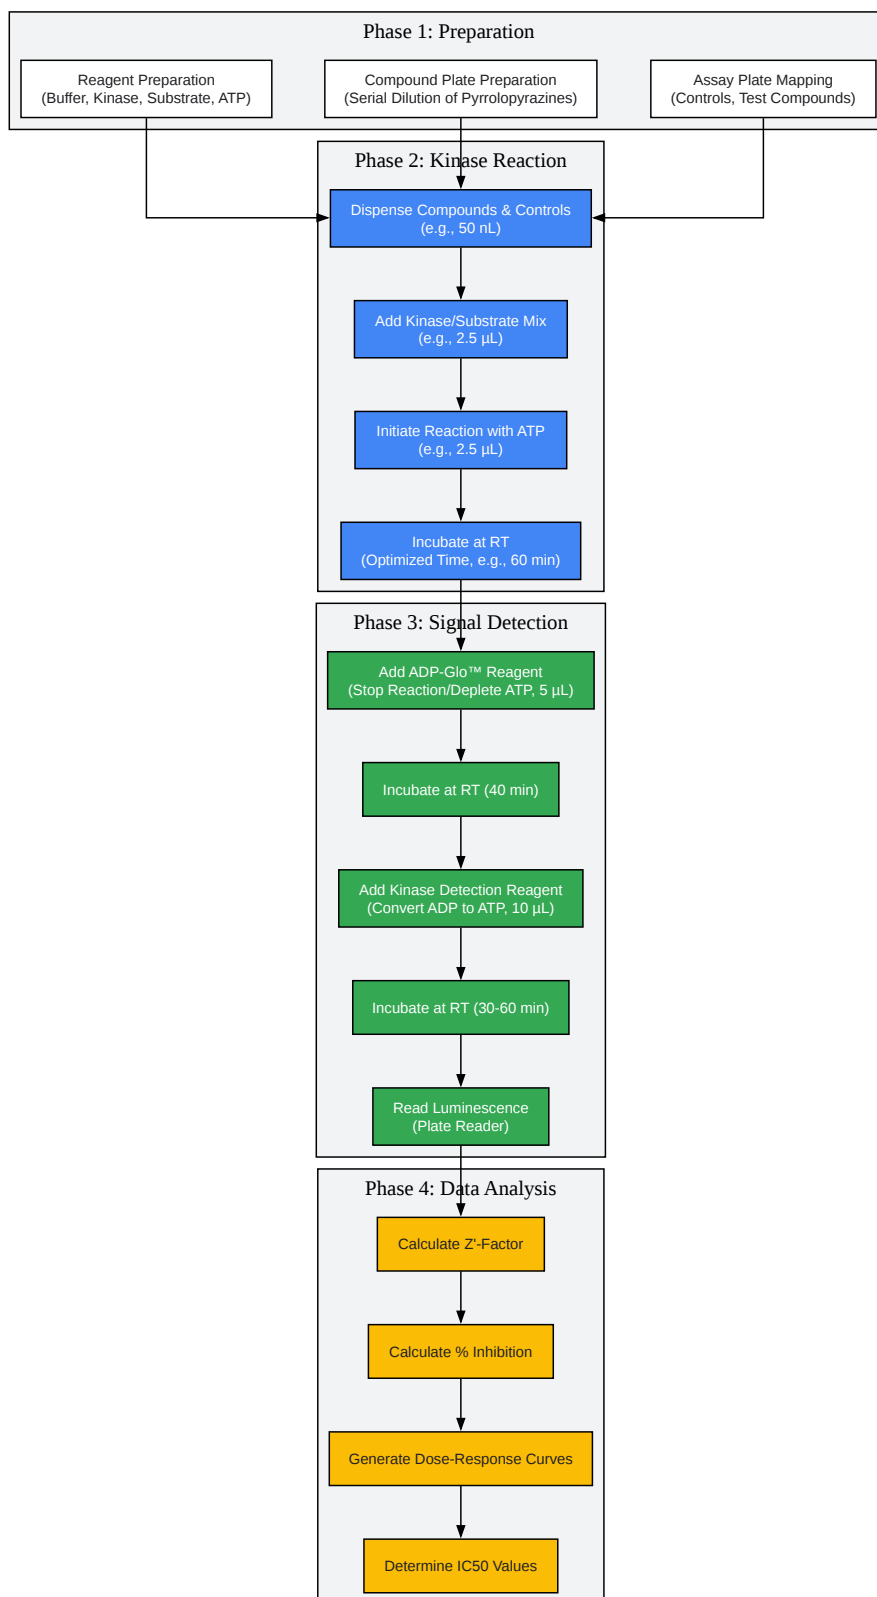 Phase 1: Preparation
Reagent Preparation
(Buffer, Kinase, Substrate, ATP)
Compound Plate Preparation
(Serial Dilution of Pyrrolopyrazines)
Assay Plate Mapping
(Controls, Test Compounds)
Phase 2: Kinase Reaction
Dispense Compounds & Controls
(e.g., 50 nL)
Add Kinase/Substrate Mix
(e.g., 2.5 µL)
Initiate Reaction with ATP
(e.g., 2.5 µL)
Incubate at RT
(Optimized Time, e.g., 60 min)
Phase 3: Signal Detection
Add ADP-Glo™ Reagent
(Stop Reaction/Deplete ATP, 5 µL)
Incubate at RT (40 min)
Add Kinase Detection Reagent
(Convert ADP to ATP, 10 µL)
Incubate at RT (30-60 min)
Read Luminescence
(Plate Reader)
Phase 4: Data Analysis
Calculate Z'-Factor
Calculate % Inhibition
Generate Dose-Response Curves
Determine IC50 Values